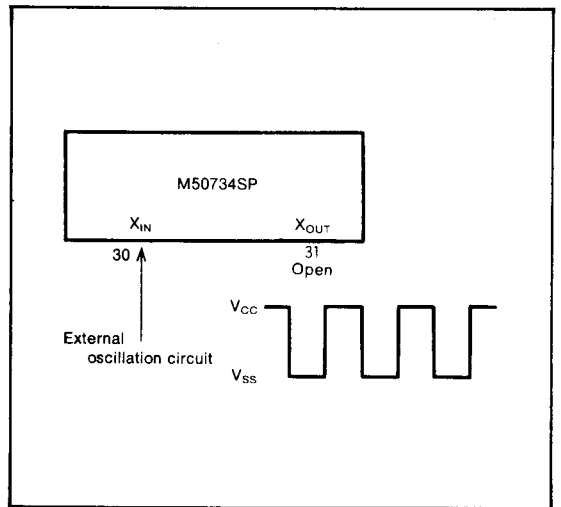 M50734SP
XIN XOUT
30 31
Open
External
oscillation circuit
VCC
VSS